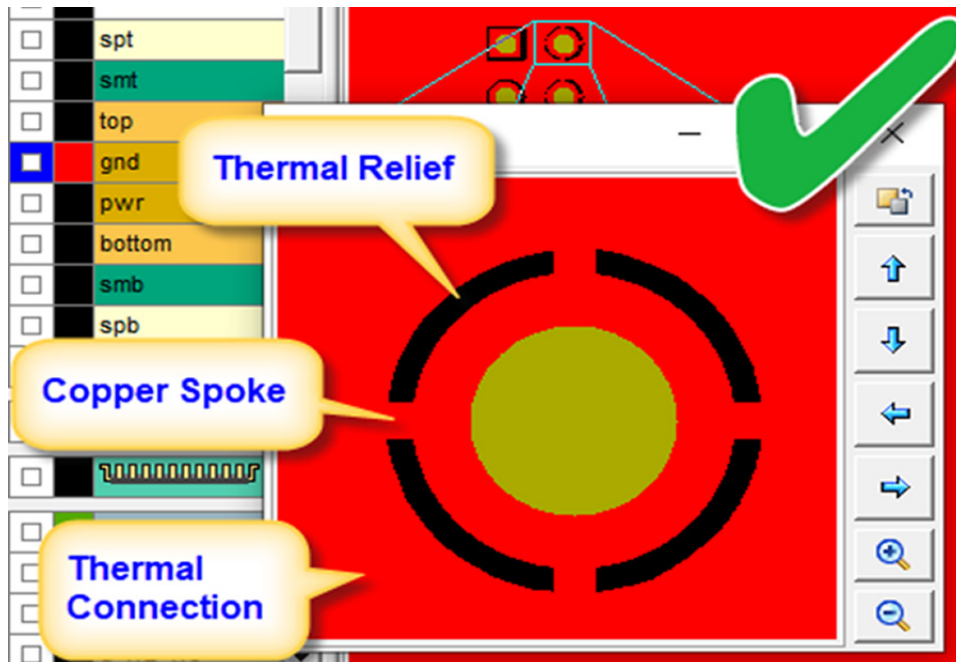 spt
smt
top
gnd
pwr
bottom
smb
spb
Thermal Relief
Copper Spoke
Thermal
Connection